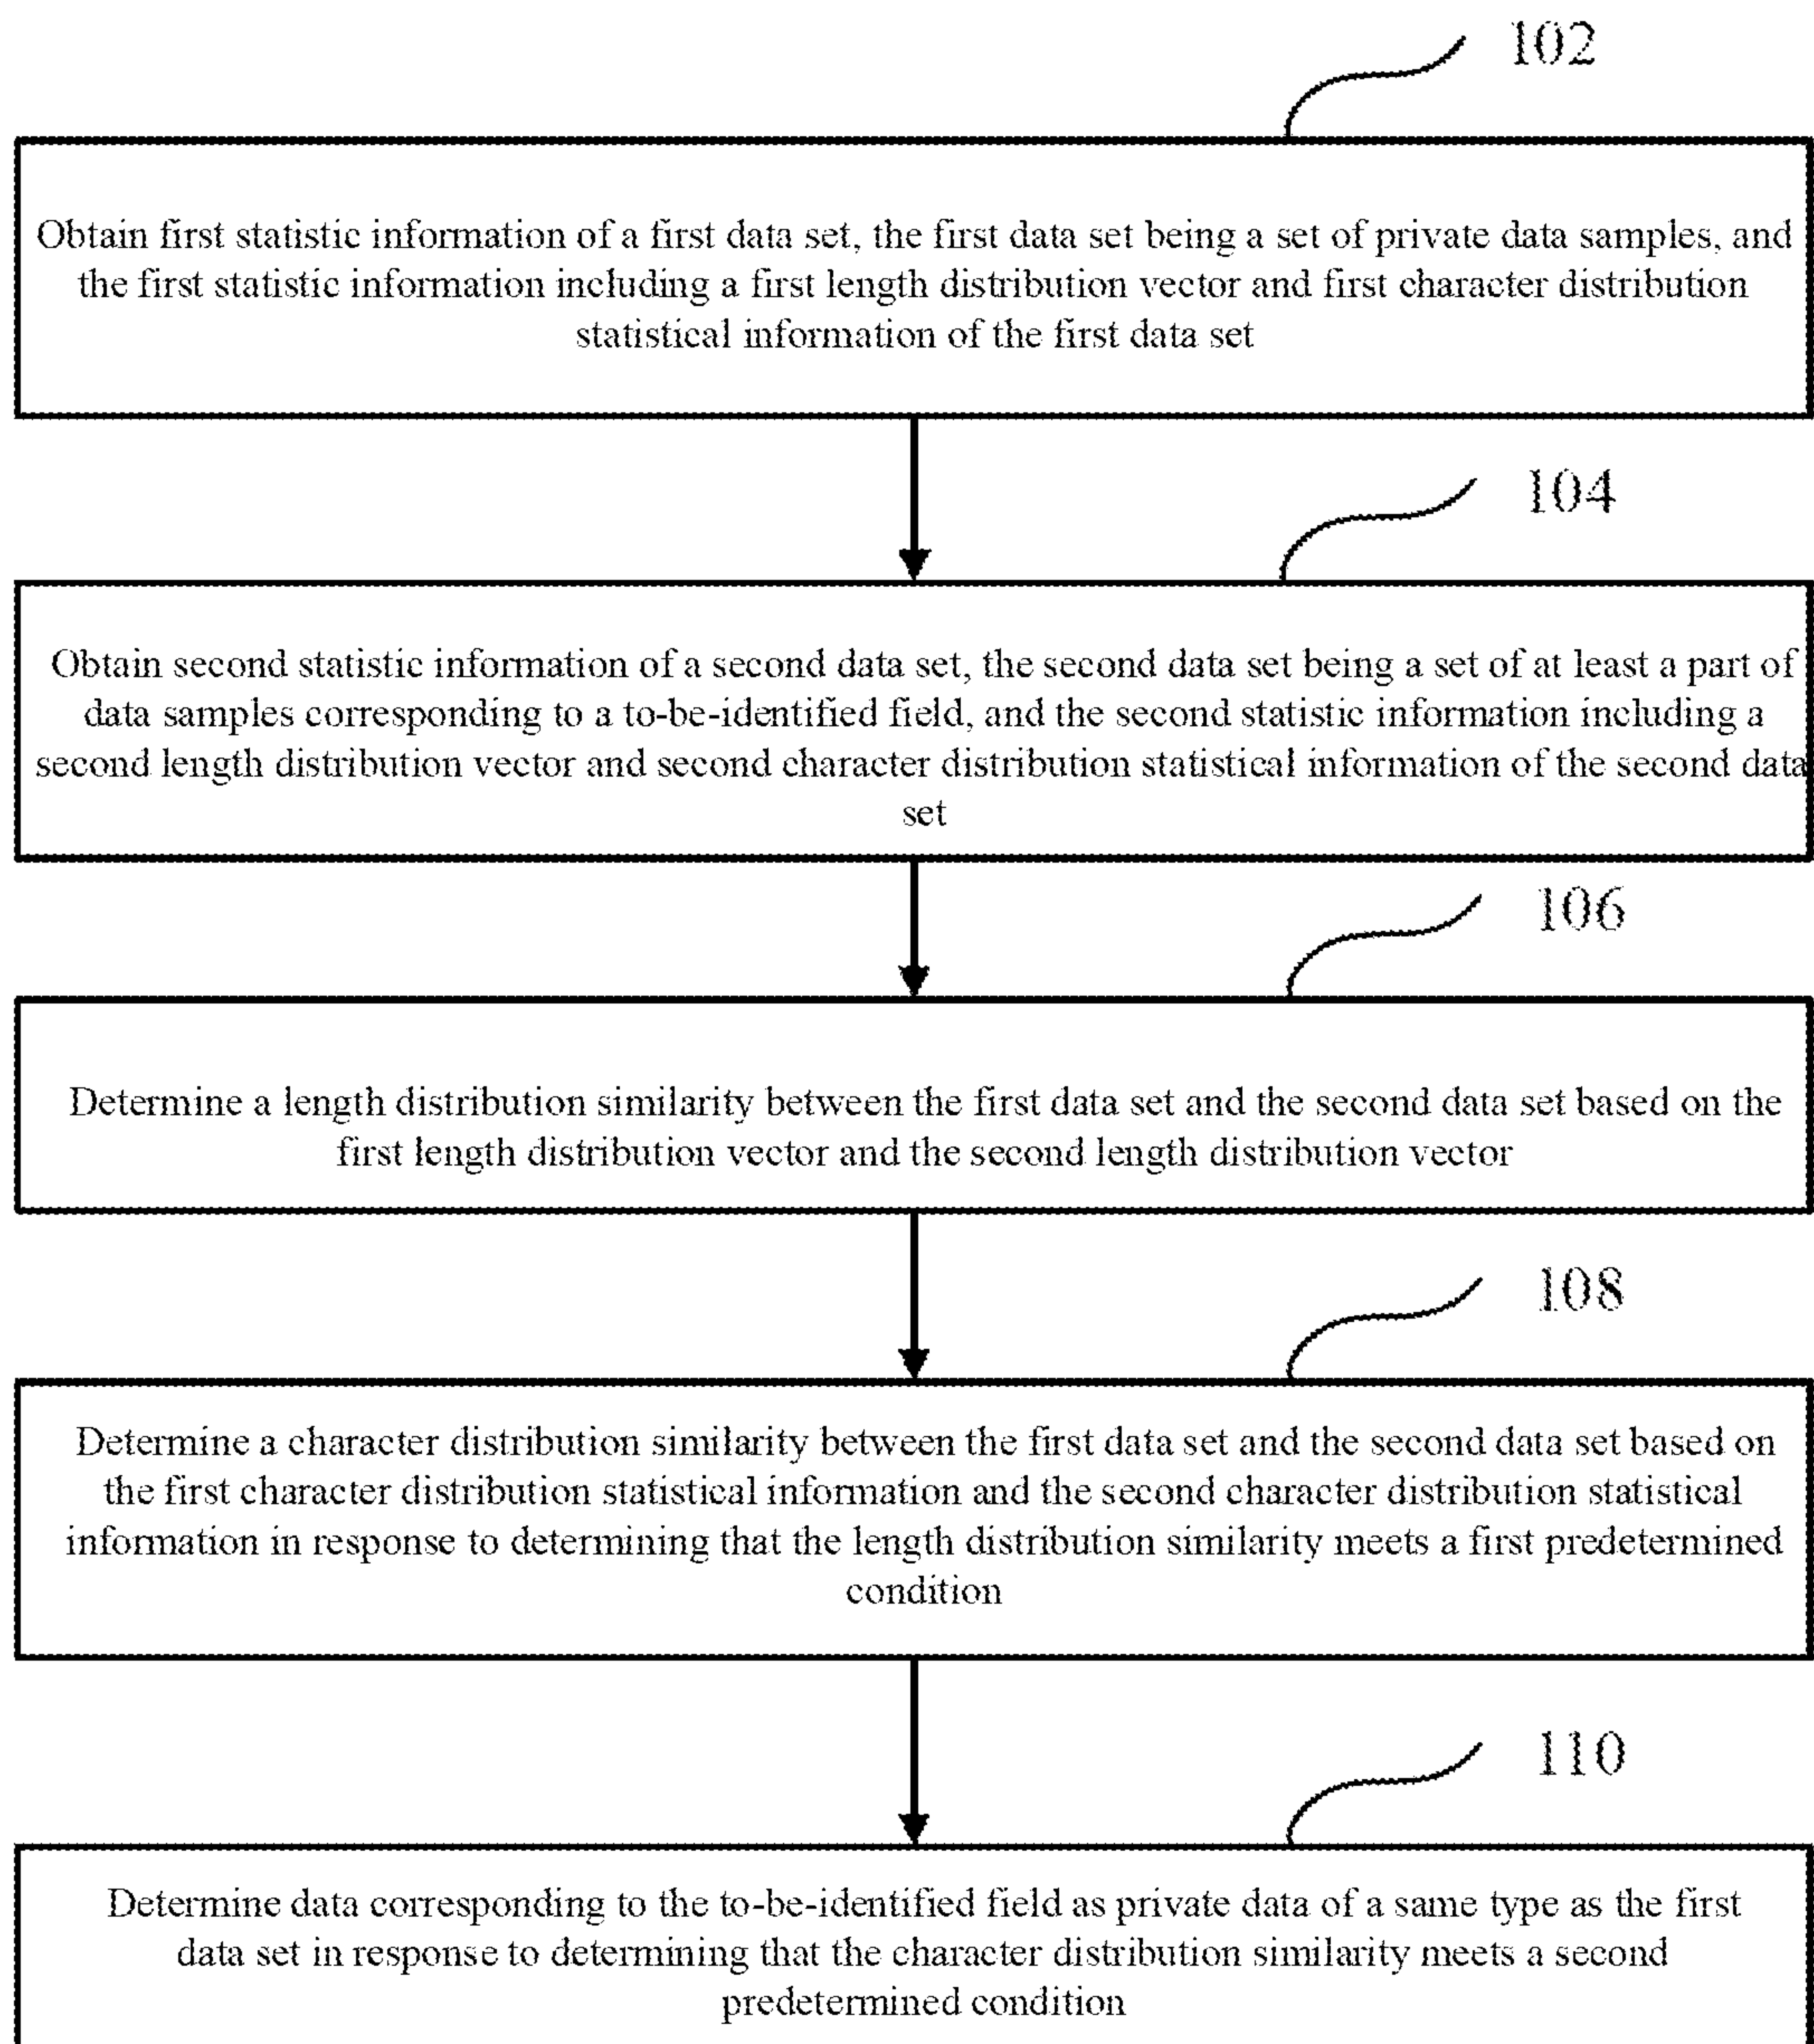 102
Obtain first statistic information of a first data set, the first data set being a set of private data samples, and
the first statistic information including a first length distribution vector and first character distribution
statistical information of the first data set
104
Obtain second statistic information of a second data set, the second data set being a set of at least a part of
data samples corresponding to a to-be-identified field, and the second statistic information including a
second length distribution vector and second character distribution statistical information of the second data
set
106
Determine a length distribution similarity between the first data set and the second data set based on the
first length distribution vector and the second length distribution vector
108
Determine a character distribution similarity between the first data set and the second data set based on
the first character distribution statistical information and the second character distribution statistical
information in response to determining that the length distribution similarity meets a first predetermined
condition
110
Determine data corresponding to the to-be-identified field as private data of a same type as the first
data set in response to determining that the character distribution similarity meets a second
predetermined condition